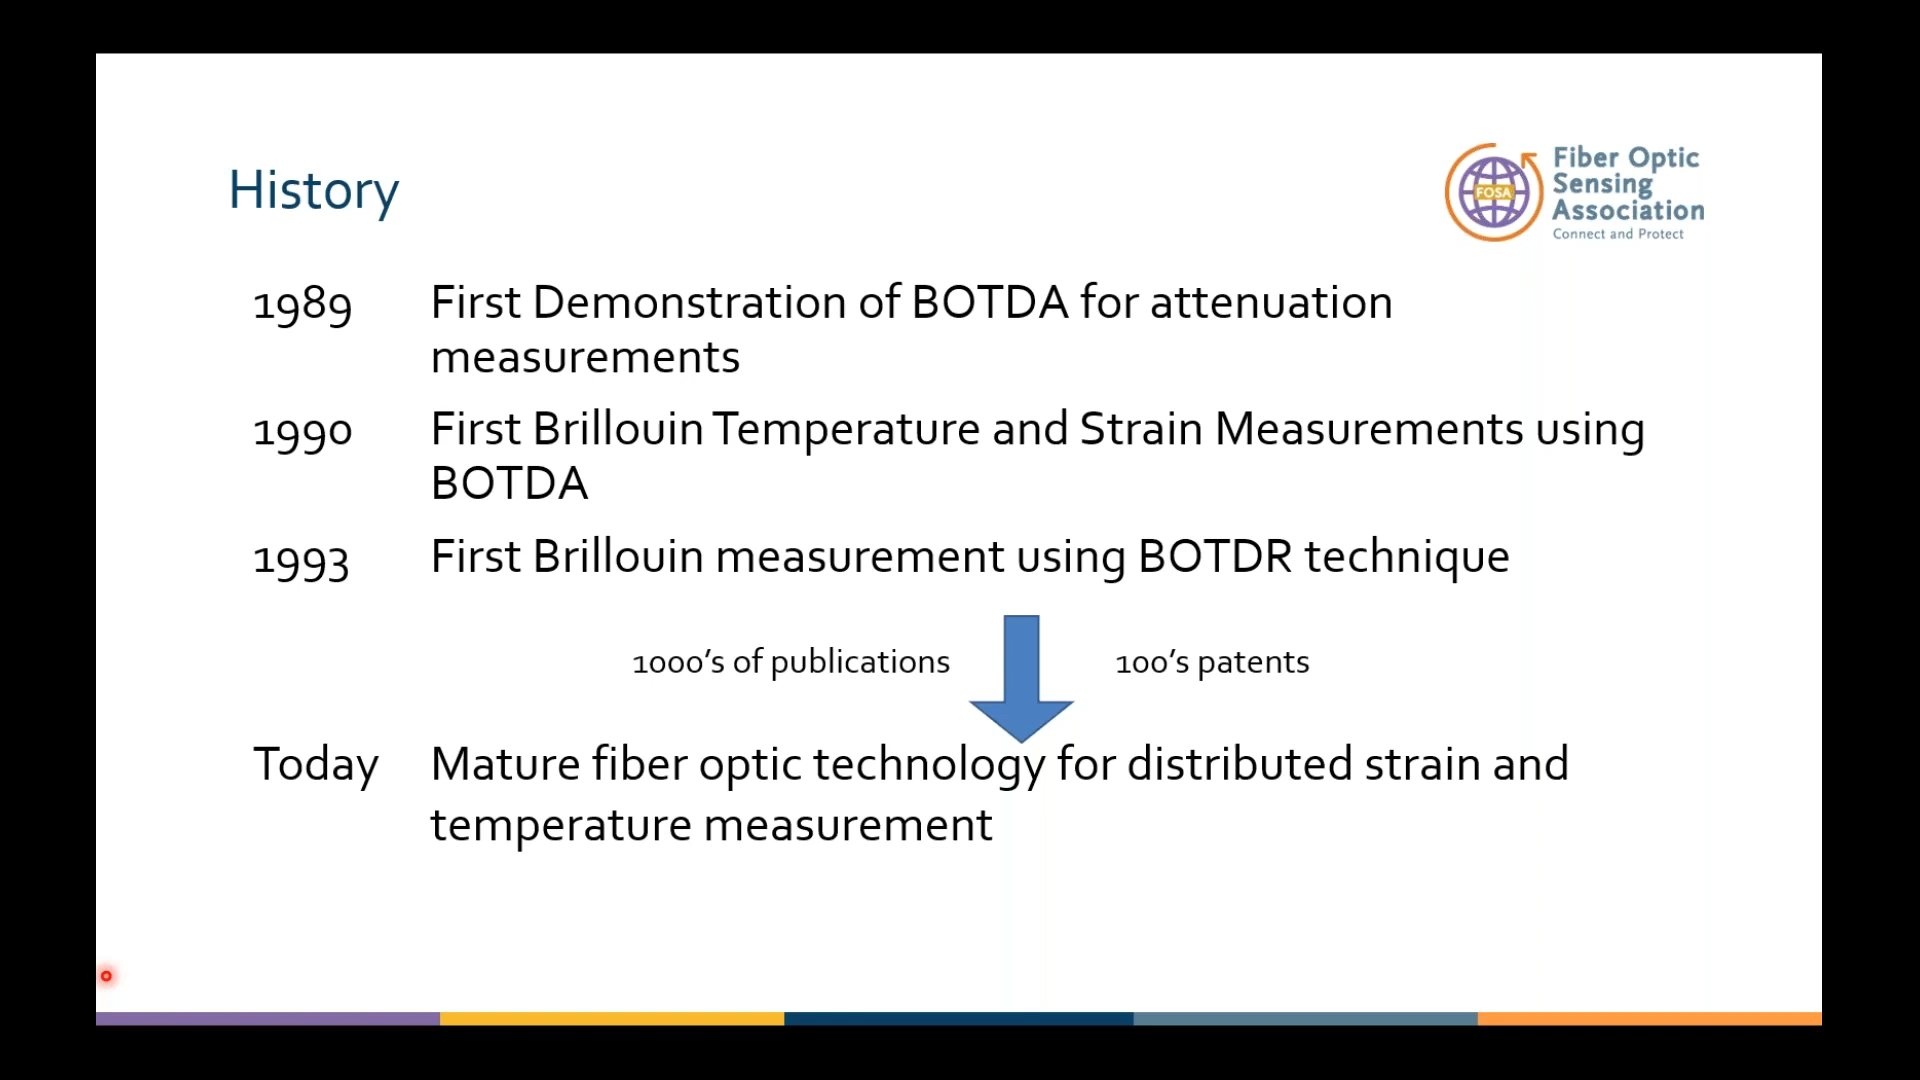 History
FOSA
Fiber Optic
Sensing
Association
Connect and Protect
1989 First Demonstration of BOTDA for attenuation
measurements
1990 First Brillouin Temperature and Strain Measurements using
BOTDA
1993 First Brillouin measurement using BOTDR technique
1000’s of publications 100’s patents
Today Mature fiber optic technology for distributed strain and
temperature measurement